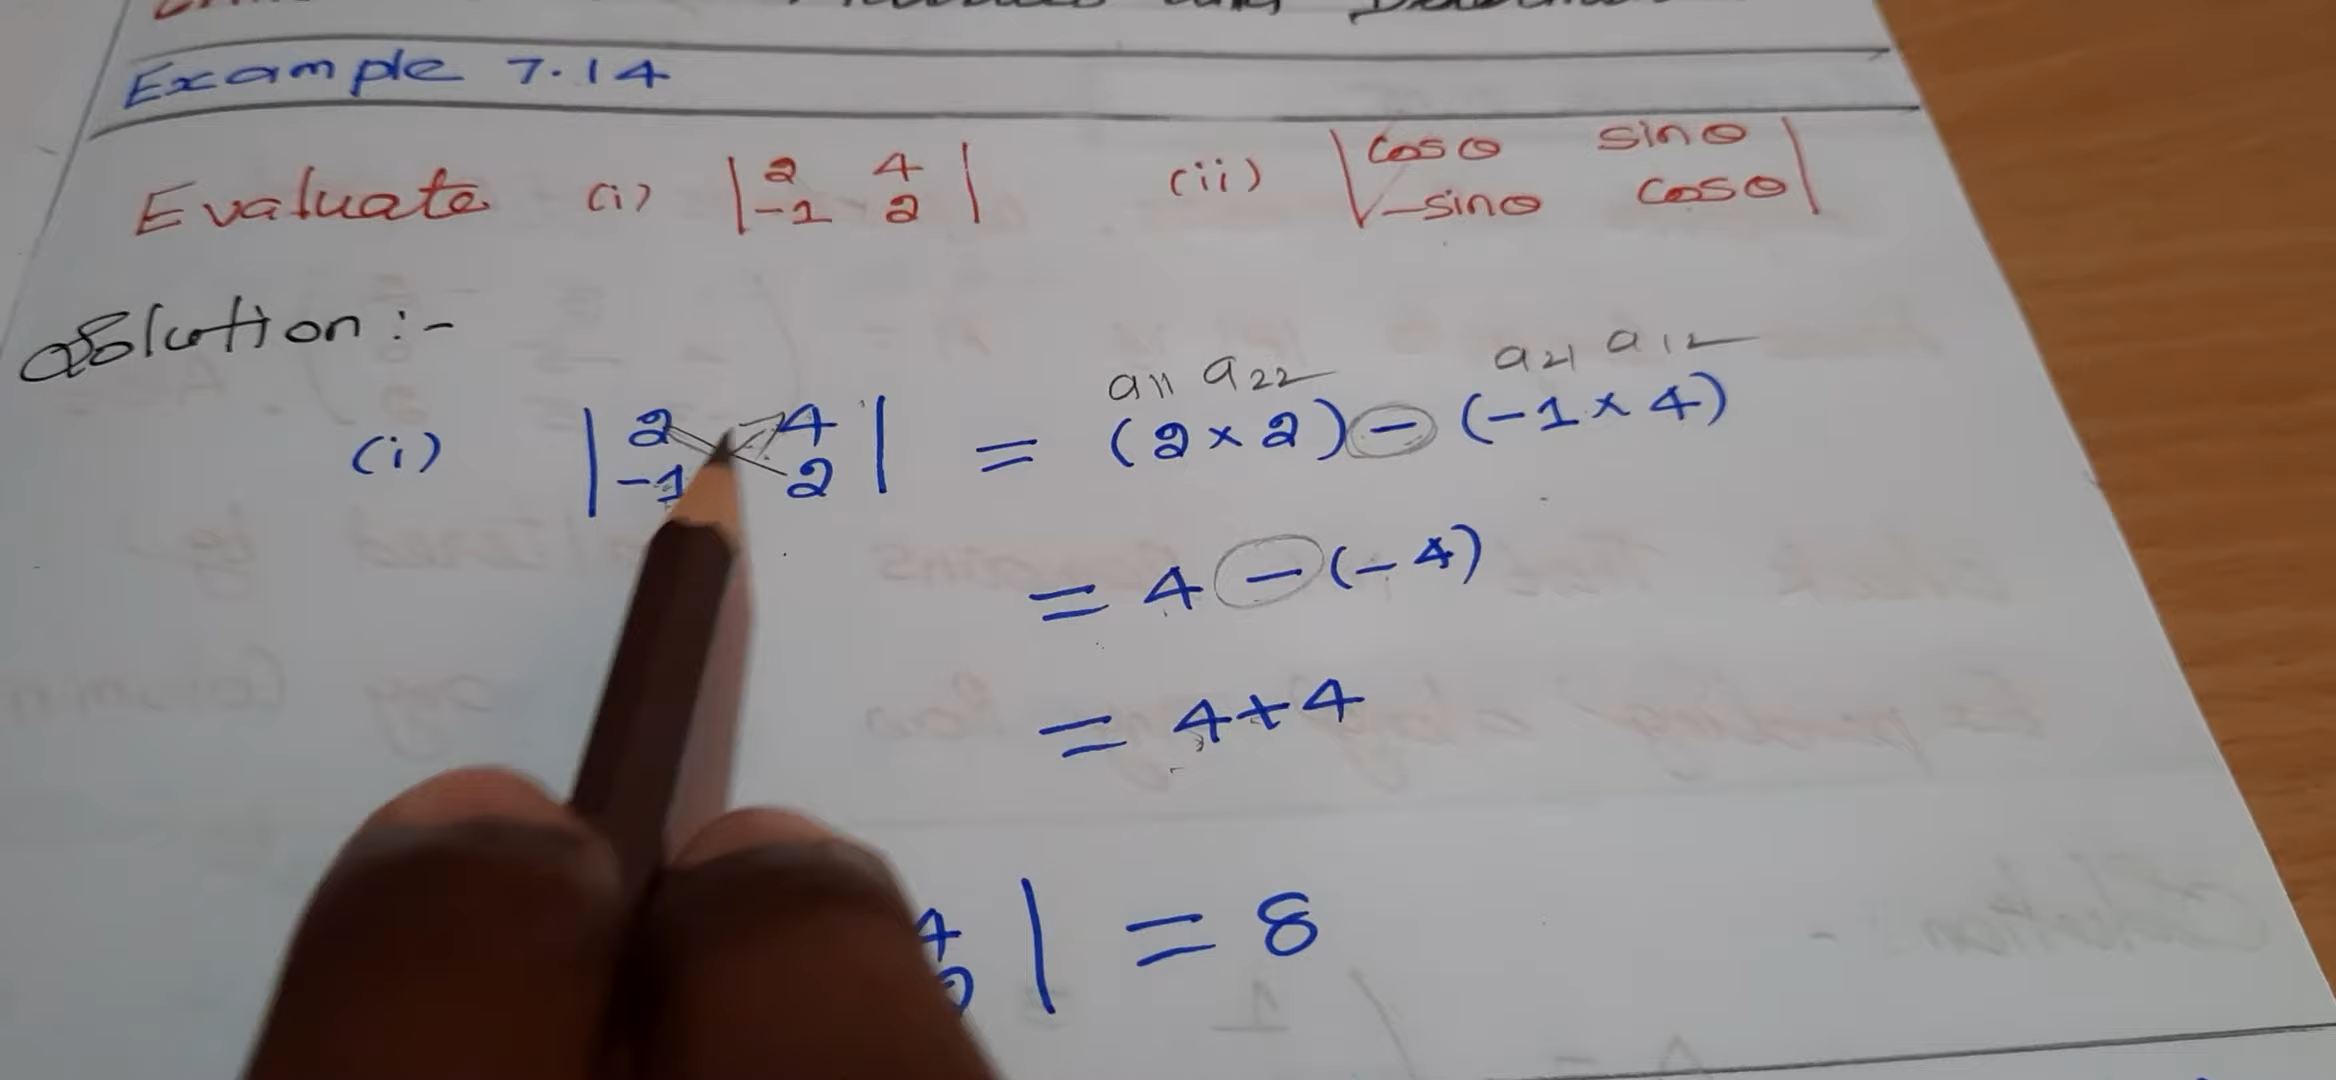 Example 7.14
Evaluate (i) | 2 4 | (ii) | cosθ sinθ |
| -1 2 | | -sinθ cosθ |
Solution :-
a11 a22 a21 a12
(i) | 2 4 | = (2 × 2) - (-1 × 4)
| -1 2 |
= 4 - (-4)
= 4 + 4
4 | = 8